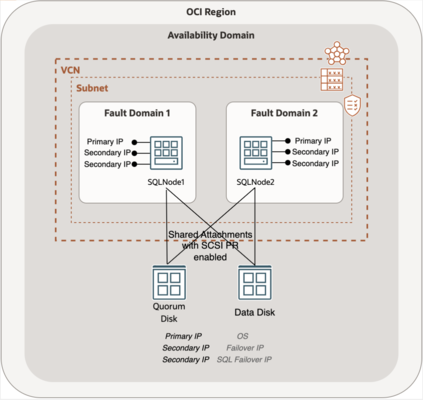 OCI Region
Availability Domain
VCN
Subnet
Fault Domain 1
Fault Domain 2
Primary IP
Secondary IP
Secondary IP
Primary IP
Secondary IP
Secondary IP
SQLNode1
SQLNode2
Shared Attachments
with SCSI PR
enabled
Quorum
Disk
Data Disk
Primary IP OS
Secondary IP Failover IP
Secondary IP SQL Failover IP